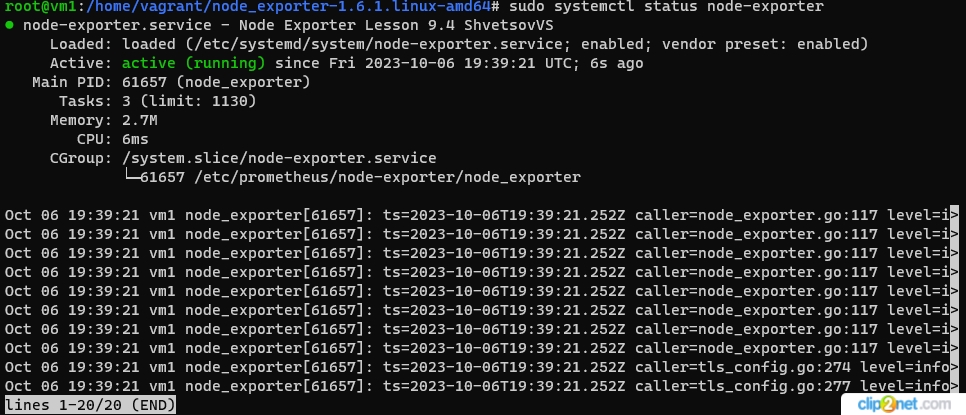 root@vm1:/home/vagrant/node_exporter-1.6.1.linux-amd64# sudo systemctl status node-exporter
● node-exporter.service - Node Exporter Lesson 9.4 ShvetsovVS
Loaded: loaded (/etc/systemd/system/node-exporter.service; enabled; vendor preset: enabled)
Active: active (running) since Fri 2023-10-06 19:39:21 UTC; 6s ago
Main PID: 61657 (node_exporter)
Tasks: 3 (limit: 1130)
Memory: 2.7M
CPU: 6ms
CGroup: /system.slice/node-exporter.service
└─61657 /etc/prometheus/node-exporter/node_exporter
Oct 06 19:39:21 vm1 node_exporter[61657]: ts=2023-10-06T19:39:21.252Z caller=node_exporter.go:117 level=i>
Oct 06 19:39:21 vm1 node_exporter[61657]: ts=2023-10-06T19:39:21.252Z caller=node_exporter.go:117 level=i>
Oct 06 19:39:21 vm1 node_exporter[61657]: ts=2023-10-06T19:39:21.252Z caller=node_exporter.go:117 level=i>
Oct 06 19:39:21 vm1 node_exporter[61657]: ts=2023-10-06T19:39:21.252Z caller=node_exporter.go:117 level=i>
Oct 06 19:39:21 vm1 node_exporter[61657]: ts=2023-10-06T19:39:21.252Z caller=node_exporter.go:117 level=i>
Oct 06 19:39:21 vm1 node_exporter[61657]: ts=2023-10-06T19:39:21.252Z caller=node_exporter.go:117 level=i>
Oct 06 19:39:21 vm1 node_exporter[61657]: ts=2023-10-06T19:39:21.252Z caller=node_exporter.go:117 level=i>
Oct 06 19:39:21 vm1 node_exporter[61657]: ts=2023-10-06T19:39:21.252Z caller=node_exporter.go:117 level=i>
Oct 06 19:39:21 vm1 node_exporter[61657]: ts=2023-10-06T19:39:21.252Z caller=tls_config.go:274 level=info>
Oct 06 19:39:21 vm1 node_exporter[61657]: ts=2023-10-06T19:39:21.252Z caller=tls_config.go:277 level=info>
lines 1-20/20 (END)
clip2net.com